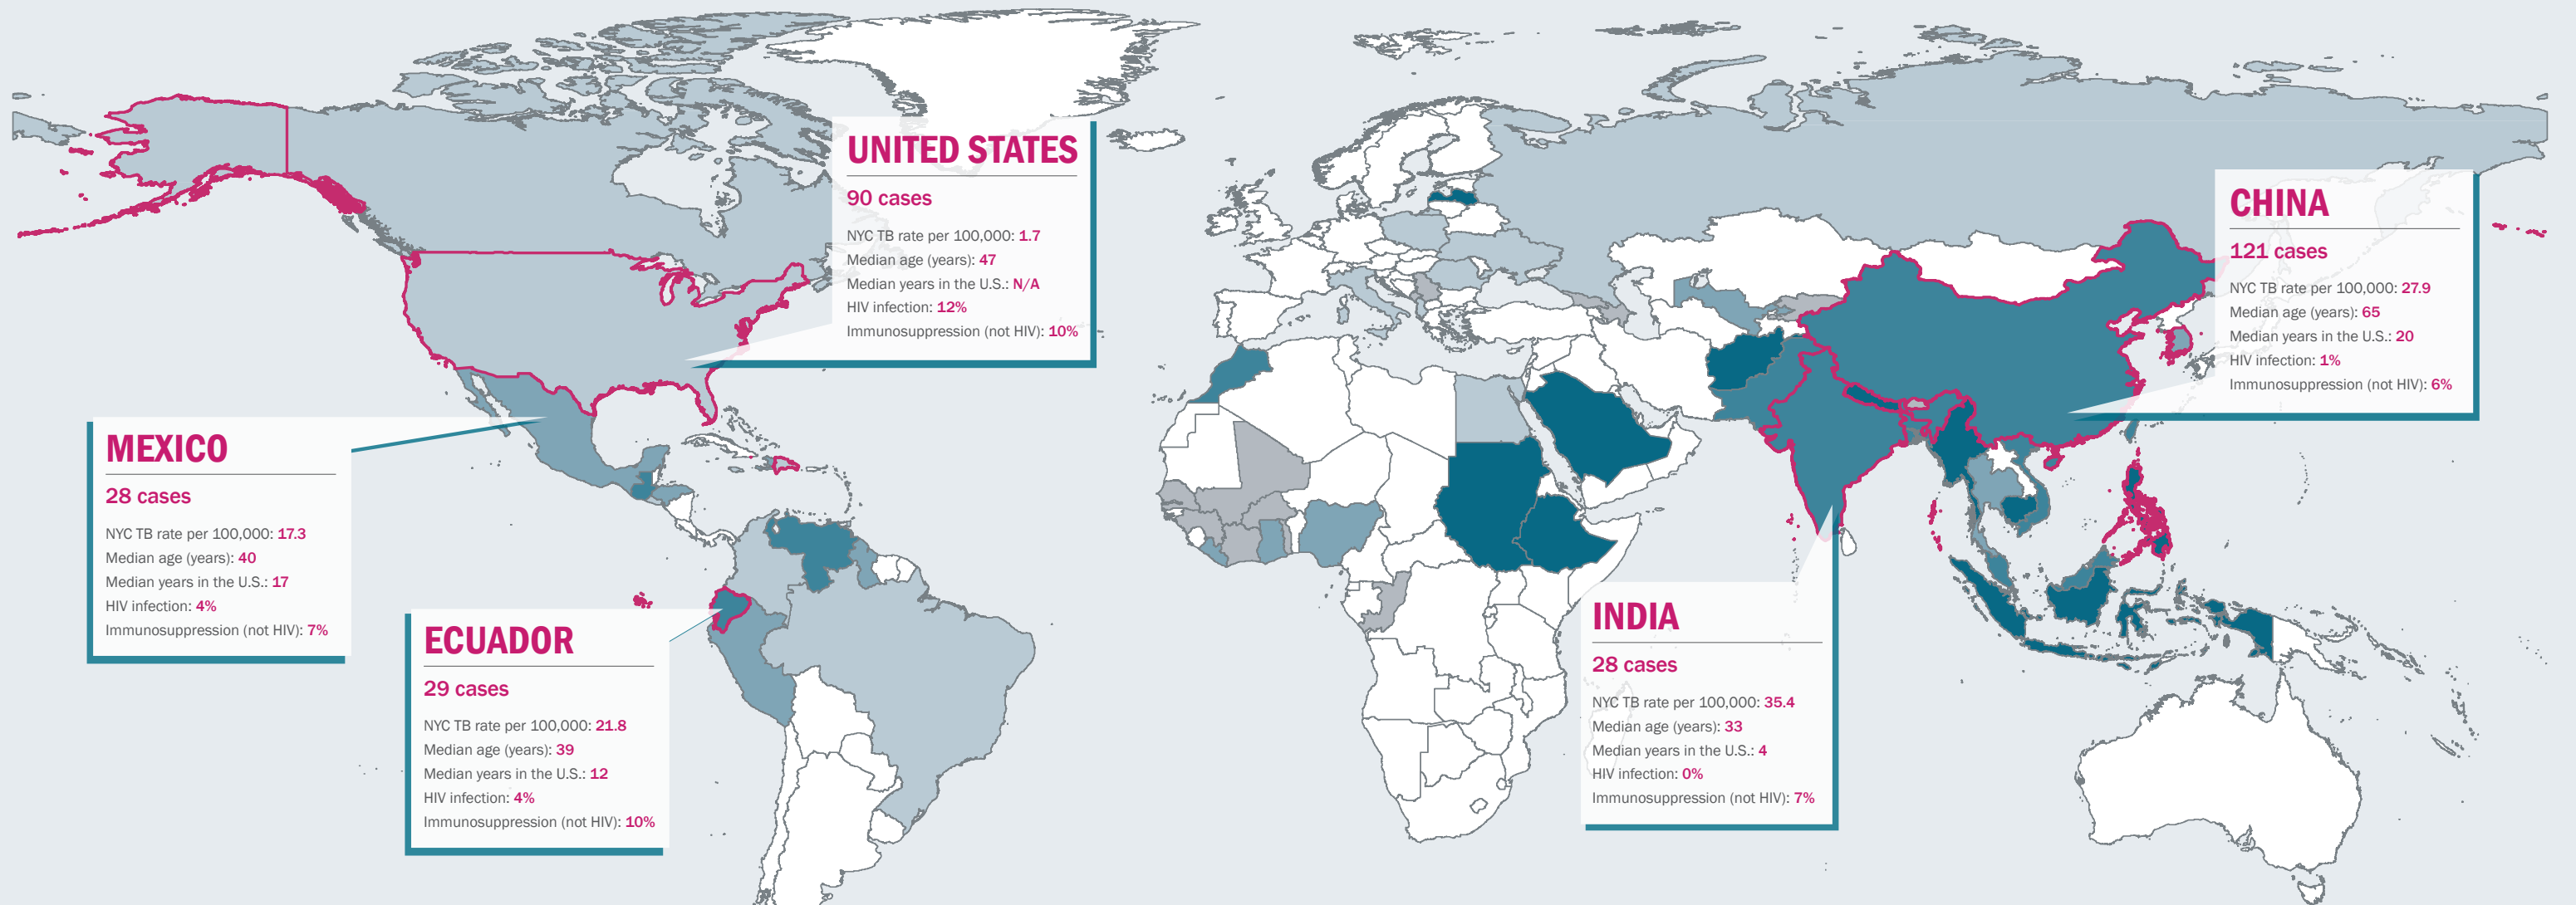 UNITED STATES
90 cases
NYC TB rate per 100,000: 1.7
Median age (years): 47
Median years in the U.S.: N/A
HIV infection: 12%
Immunosuppression (not HIV): 10%
CHINA
121 cases
NYC TB rate per 100,000: 27.9
Median age (years): 65
Median years in the U.S.: 20
HIV infection: 1%
Immunosuppression (not HIV): 6%
MEXICO
28 cases
NYC TB rate per 100,000: 17.3
Median age (years): 40
Median years in the U.S.: 17
HIV infection: 4%
Immunosuppression (not HIV): 7%
ECUADOR
29 cases
NYC TB rate per 100,000: 21.8
Median age (years): 39
Median years in the U.S.: 12
HIV infection: 4%
Immunosuppression (not HIV): 10%
INDIA
28 cases
NYC TB rate per 100,000: 35.4
Median age (years): 33
Median years in the U.S.: 4
HIV infection: 0%
Immunosuppression (not HIV): 7%